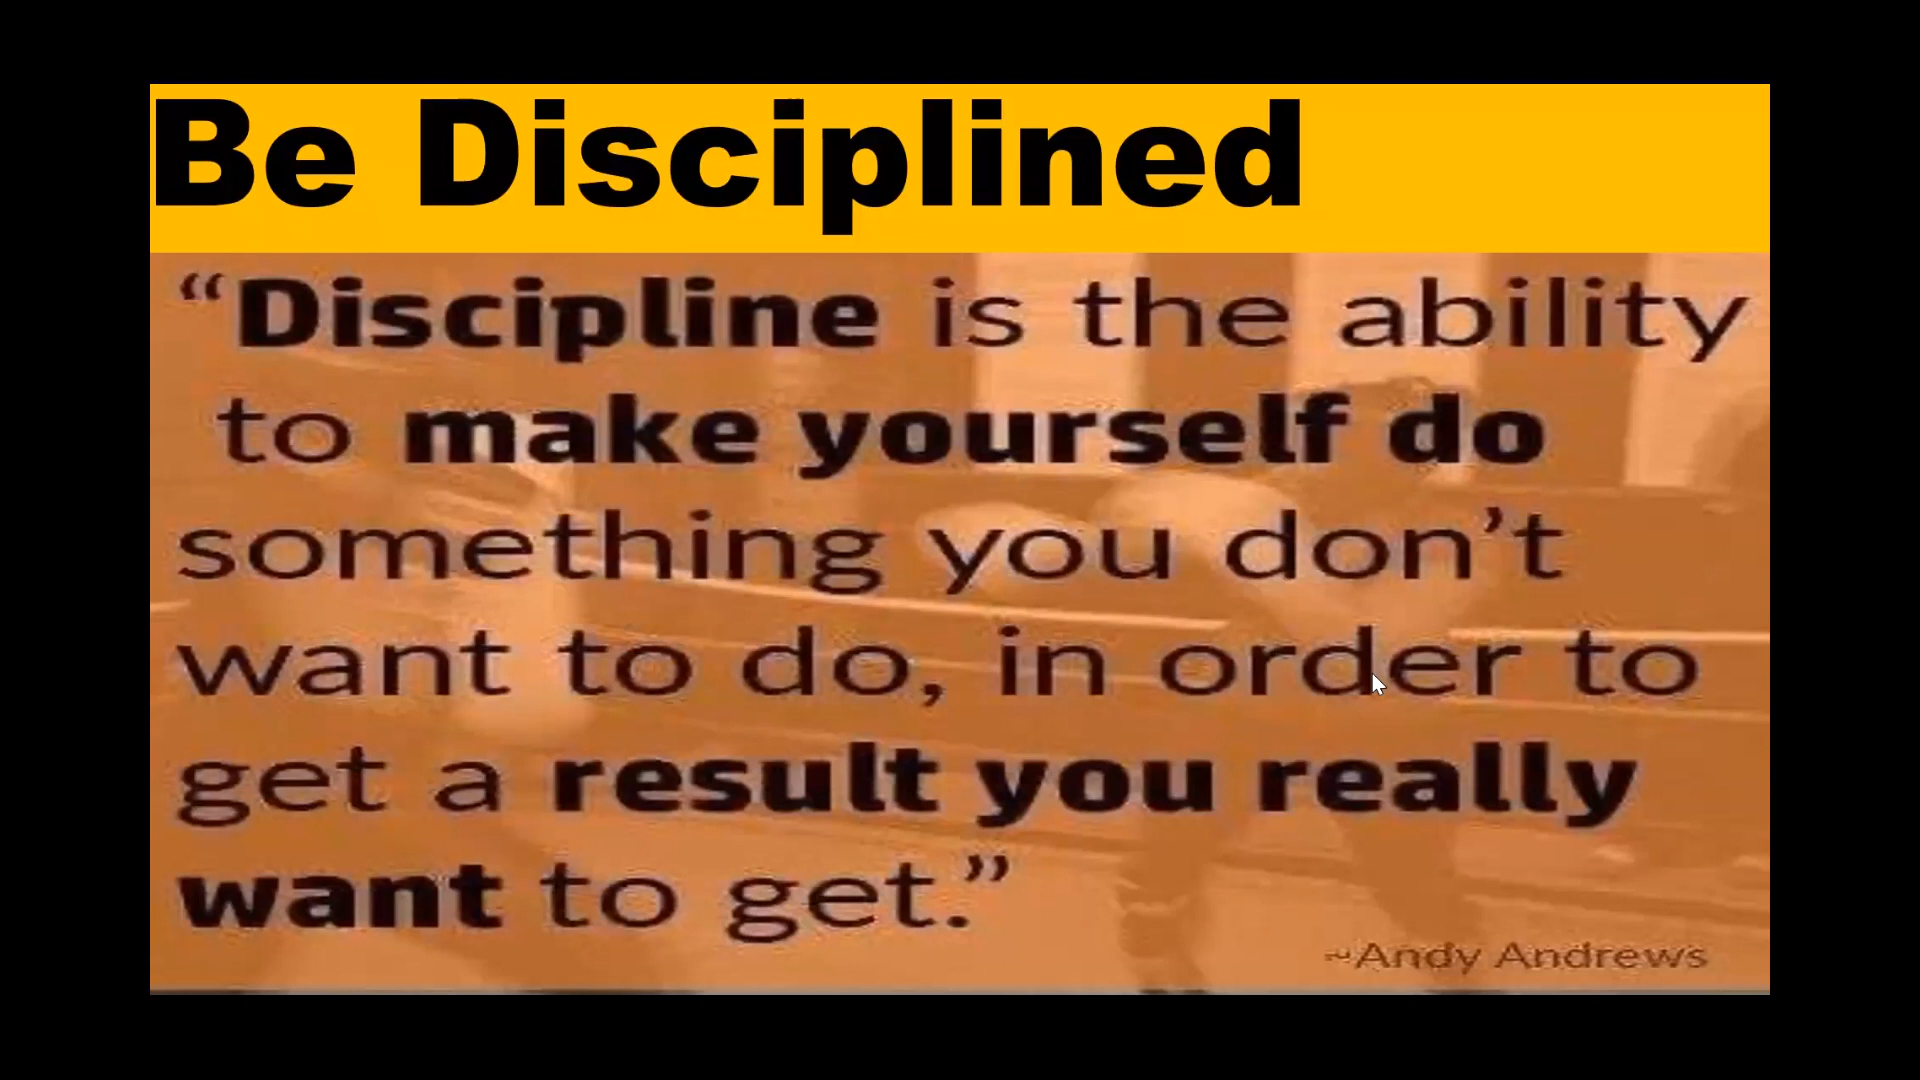 Be Disciplined
“Discipline is the ability
to make yourself do
something you don’t
want to do, in order to
get a result you really
want to get.”
~Andy Andrews